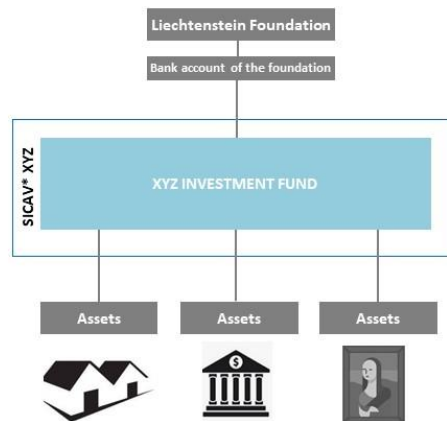 Liechtenstein Foundation
Bank account of the foundation
SICAV* XYZ
XYZ INVESTMENT FUND
Assets
Assets
Assets
$